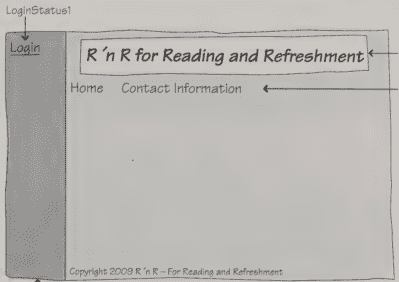 LoginStatus1
Login
R 'n R for Reading and Refreshment
Home Contact Information
Copyright 2009 R 'n R – For Reading and Refreshment